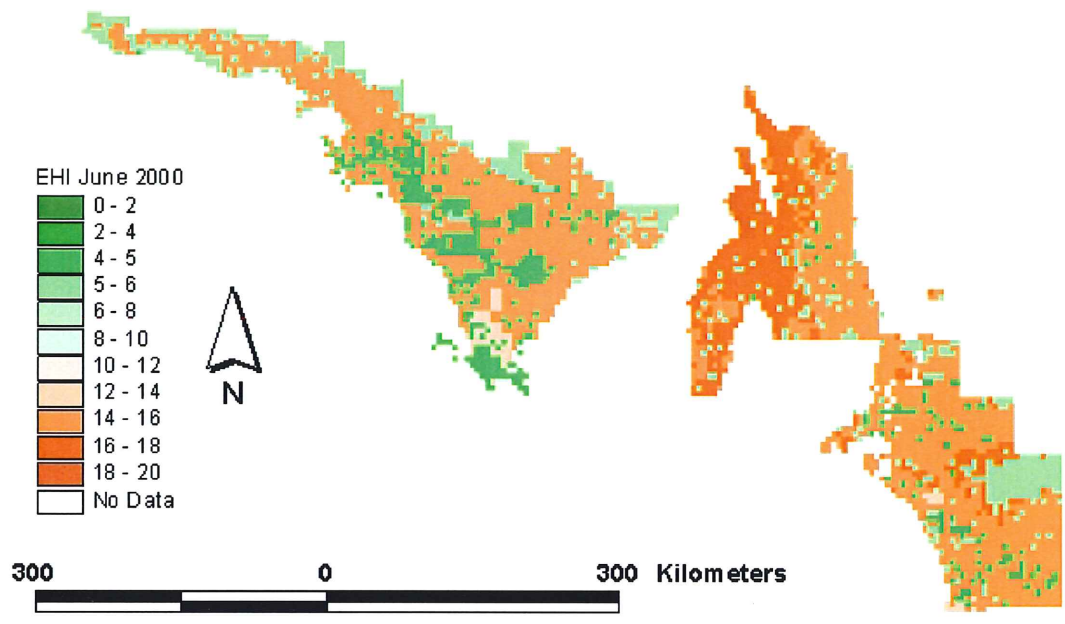 EHI June 2000
0 - 2
2 - 4
4 - 5
5 - 6
6 - 8
8 - 10
10 - 12
12 - 14
14 - 16
16 - 18
18 - 20
No Data
N
300 0 300 Kilometers